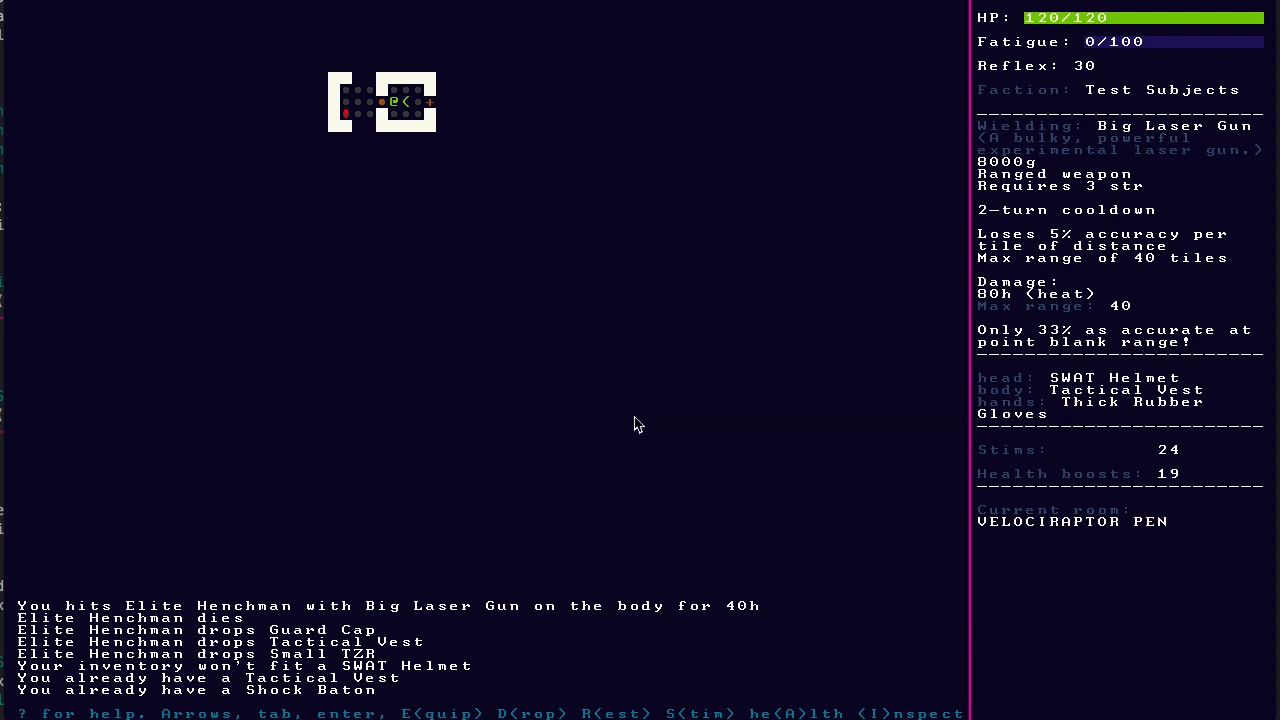 HP: 120/120
Fatigue: 0/100
Reflex: 30
Faction: Test Subjects
Wielding: Big Laser Gun
(A bulky, powerful
experimental laser gun.)
8000g
Ranged weapon
Requires 3 str
2-turn cooldown
Loses 5% accuracy per
tile of distance
Max range of 40 tiles
Damage:
80h (heat)
Max range: 40
Only 33% as accurate at
point blank range!
head: SWAT Helmet
body: Tactical Vest
hands: Thick Rubber
Gloves
Stims: 24
Health boosts: 19
Current room:
VELOCIRAPTOR PEN
@<
+
You hits Elite Henchman with Big Laser Gun on the body for 40h
Elite Henchman dies
Elite Henchman drops Guard Cap
Elite Henchman drops Tactical Vest
Elite Henchman drops Small TZR
Your inventory won't fit a SWAT Helmet
You already have a Tactical Vest
You already have a Shock Baton
? for help. Arrows, tab, enter, E(quip) D(rop) R(est) S(tim) he(A)lth (I)nspect